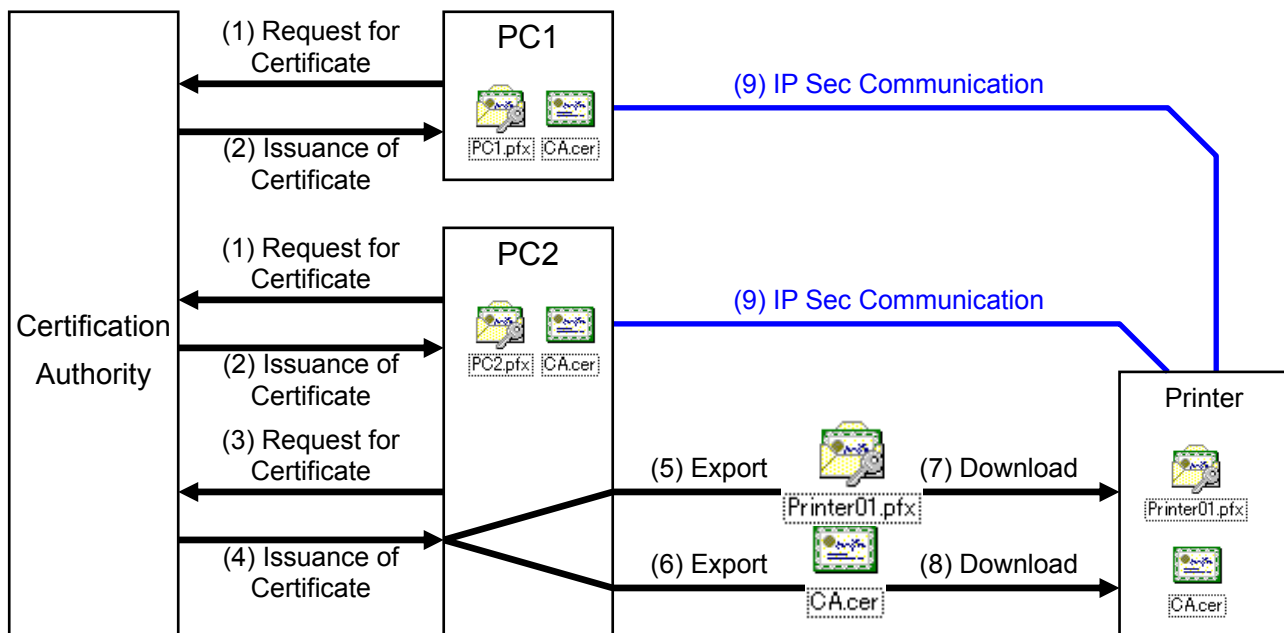 (1) Request for
Certificate
PC1
(9) IP Sec Communication
PC1.pfx
CA.cer
(2) Issuance of
Certificate
(1) Request for
Certificate
PC2
(9) IP Sec Communication
Certification
Authority
PC2.pfx
CA.cer
(2) Issuance of
Certificate
Printer
(3) Request for
Certificate
(5) Export
(7) Download
Printer01.pfx
Printer01.pfx
(4) Issuance of
Certificate
(6) Export
(8) Download
CA.cer
CA.cer